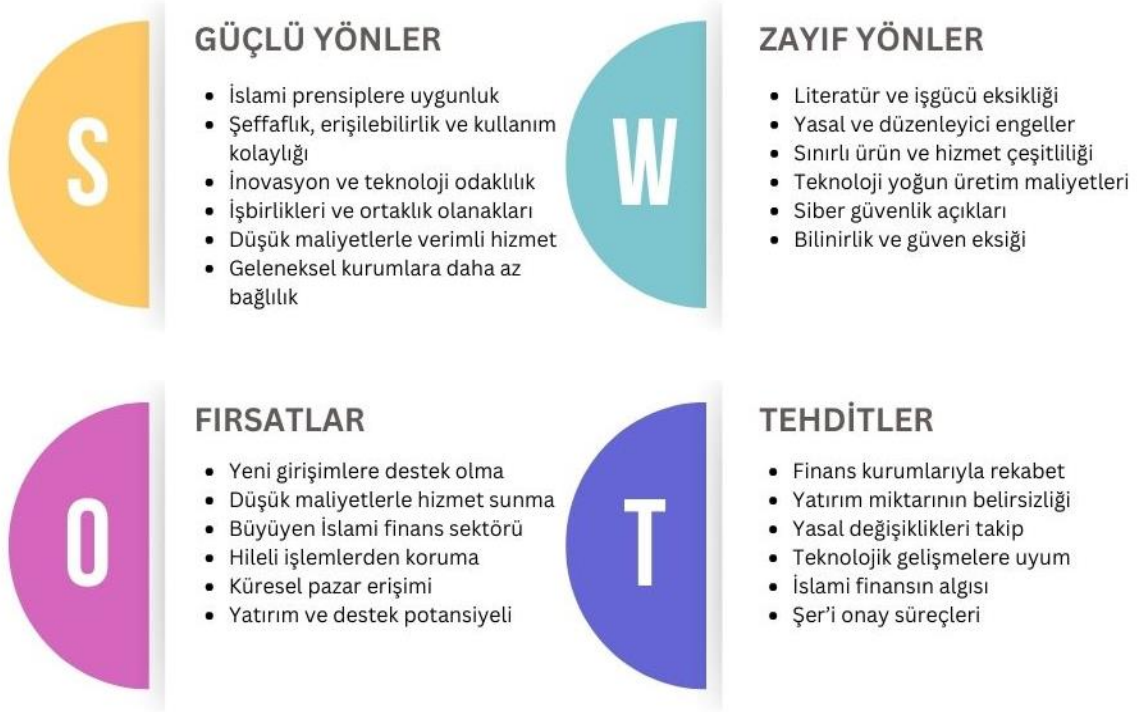 S
GÜÇLÜ YÖNLER
• İslami prensiplere uygunluk
• Şeffaflık, erişilebilirlik ve kullanım
kolaylığı
• İnovasyon ve teknoloji odaklılık
• İşbirlikleri ve ortaklık olanakları
• Düşük maliyetlerle verimli hizmet
• Geleneksel kurumlara daha az
bağlılık
W
ZAYIF YÖNLER
• Literatür ve işgücü eksikliği
• Yasal ve düzenleyici engeller
• Sınırlı ürün ve hizmet çeşitliliği
• Teknoloji yoğun üretim maliyetleri
• Siber güvenlik açıkları
• Bilinirlik ve güven eksiği
O
FIRSATLAR
• Yeni girişimlere destek olma
• Düşük maliyetlerle hizmet sunma
• Büyüyen İslami finans sektörü
• Hileli işlemlerden koruma
• Küresel pazar erişimi
• Yatırım ve destek potansiyeli
T
TEHDİTLER
• Finans kurumlarıyla rekabet
• Yatırım miktarının belirsizliği
• Yasal değişiklikleri takip
• Teknolojik gelişmelere uyum
• İslami finansın algısı
• Şer’i onay süreçleri